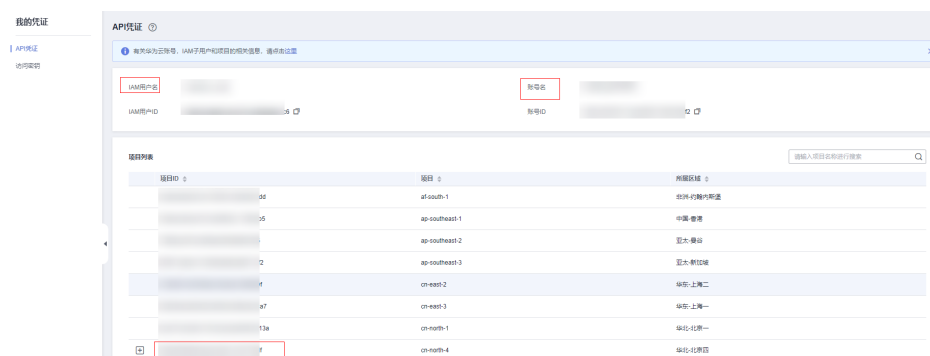 我的凭证
API凭证
访问密钥
API凭证
有关华为云账号、IAM子用户和项目的相关信息，请点击这里
IAM用户名
账号名
IAM用户ID c6
账号ID f2
项目列表
请输入项目名称进行搜索
项目ID 项目 所属区域
dd af-south-1 非洲-约翰内斯堡
b5 ap-southeast-1 中国-香港
ap-southeast-2 亚太-曼谷
f2 ap-southeast-3 亚太-新加坡
f cn-east-2 华东-上海二
a7 cn-east-3 华东-上海一
13a cn-north-1 华北-北京一
f cn-north-4 华北-北京四